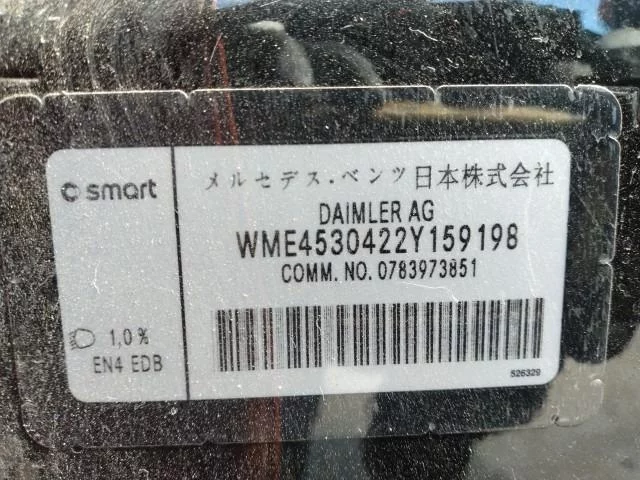 smart
メルセデス・ベンツ日本株式会社
DAIMLER AG
WME4530422Y159198
COMM. NO. 0783973851
1,0%
EN4 EDB
526329